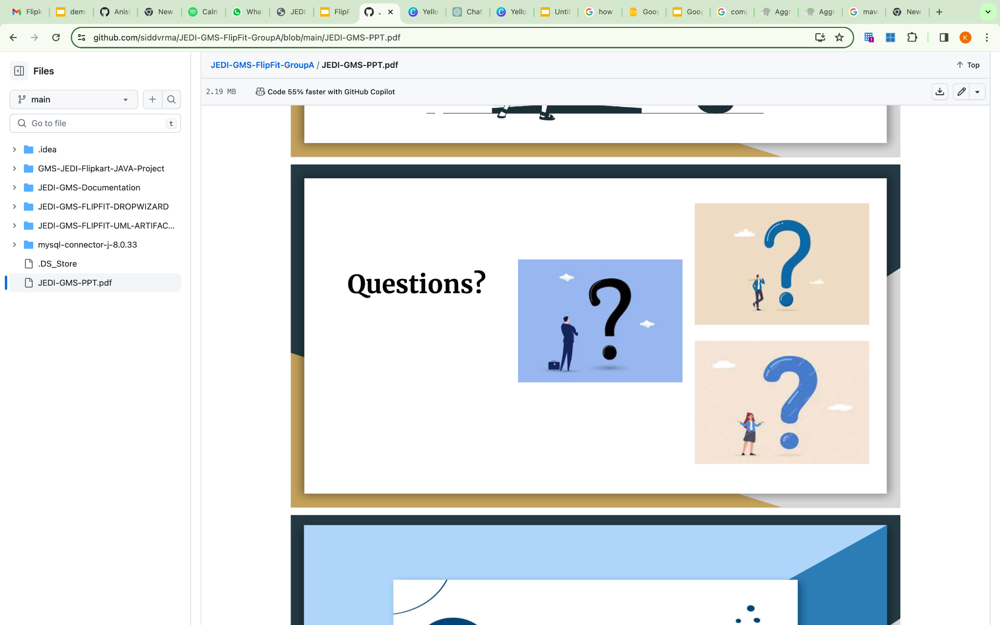 Flipk
demo
Anisl
New
Calm
What
JEDI
FlipF
Yello
Chat
Yello
Untit
how
Goog
Goog
comp
Aggr
Aggr
mave
New
github.com/siddvrma/JEDI-GMS-FlipFit-GroupA/blob/main/JEDI-GMS-PPT.pdf
K
Files
main
Go to file
t
.idea
GMS-JEDI-Flipkart-JAVA-Project
JEDI-GMS-Documentation
JEDI-GMS-FLIPFIT-DROPWIZARD
JEDI-GMS-FLIPFIT-UML-ARTIFAC...
mysql-connector-j-8.0.33
.DS_Store
JEDI-GMS-PPT.pdf
JEDI-GMS-FlipFit-GroupA / JEDI-GMS-PPT.pdf
Top
2.19 MB
Code 55% faster with GitHub Copilot
Questions?